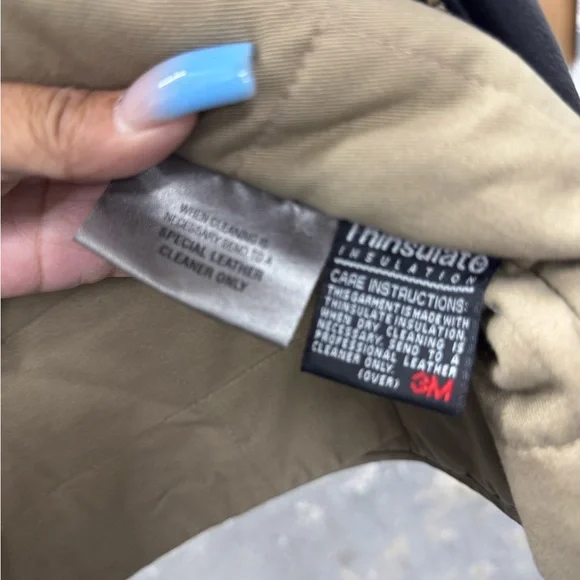 WHEN CLEANING IS
NECESSARY SEND TO A
SPECIAL LEATHER
CLEANER ONLY
Thinsulate
INSULATION
CARE INSTRUCTIONS:
THIS GARMENT IS MADE WITH
THINSULATE INSULATION
WHEN DRY CLEANING IS
NECESSARY, SEND TO A
PROFESSIONAL LEATHER
CLEANER ONLY.
(OVER) 3M